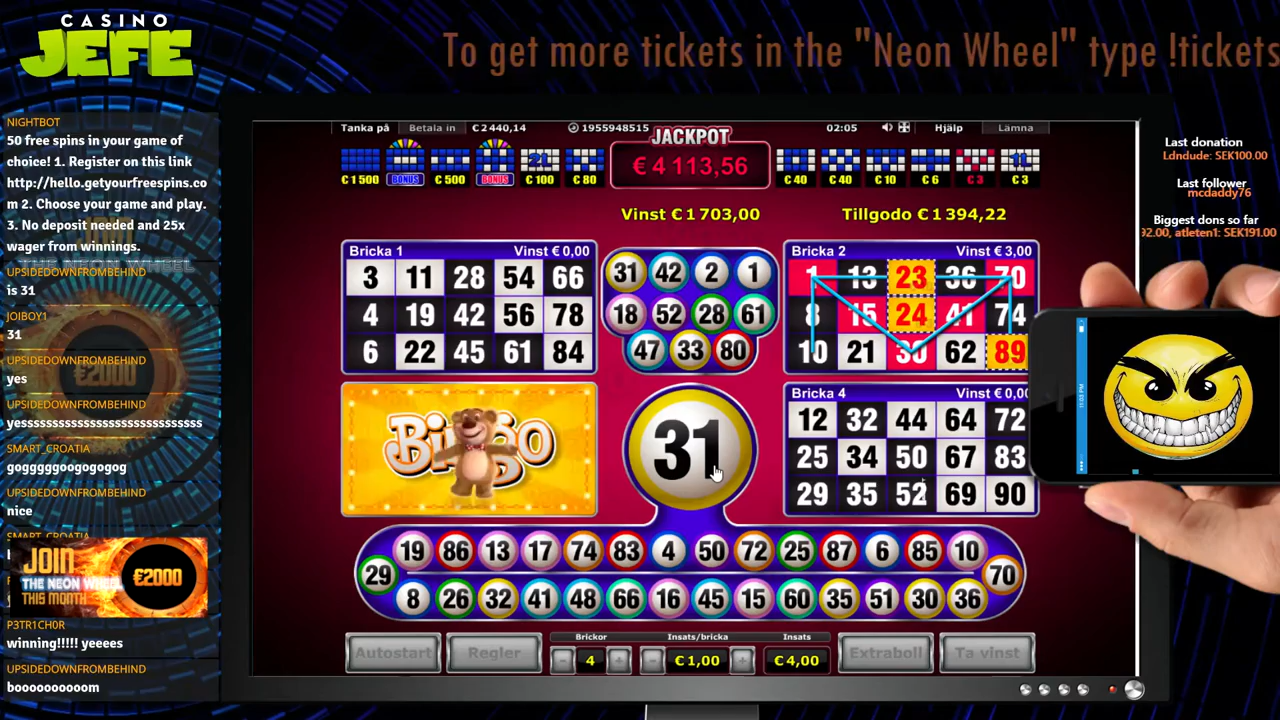 CASINO
JEFE
To get more tickets in the "Neon Wheel" type !tickets
NIGHTBOT
50 free spins in your game of
choice! 1. Register on this link
http://hello.getyourfreespins.co
m 2. Choose your game and play.
3. No deposit needed and 25x
wager from winnings.
UPSIDEDOWNFROMBEHIND
is 31
JOIBOY1
31
UPSIDEDOWNFROMBEHIND
yes
UPSIDEDOWNFROMBEHIND
yesssssssssssssssssssssssssssss
SMART_CROATIA
gogggggoogogogog
UPSIDEDOWNFROMBEHIND
nice
SMART_CROATIA
JOIN
THE NEON WHEEL
THIS MONTH
€2000
P3TR1CH0R
winning!!!!! yeeees
UPSIDEDOWNFROMBEHIND
boooooooooom
Tanka på Betala in € 2 440,14 1955948515 02:05 Hjälp Lämna
JACKPOT
€ 4 113,56
€ 1 500 BONUS € 500 BONUS € 100 € 80 € 40 € 40 € 10 € 6 € 3 € 3
Vinst € 1 703,00 Tillgodo € 1 394,22
Bricka 1 Vinst € 0,00
3 11 28 54 66
4 19 42 56 78
6 22 45 61 84
31 42 2 1
18 52 28 61
47 33 80
Bricka 2 Vinst € 3,00
1 13 23 36 70
8 15 24 41 74
10 21 30 62 89
Bingo
31
Bricka 4 Vinst € 0,00
12 32 44 64 72
25 34 50 67 83
29 35 52 69 90
19 86 13 17 74 83 4 50 72 25 87 6 85 10
29 70
8 26 32 41 48 66 16 45 15 60 35 51 30 36
Brickor Insats/bricka Insats
Autostart Regler - 4 + - € 1,00 + € 4,00 Extraboll Ta vinst
Last donation
Ldndude: SEK100.00
Last follower
mcdaddy76
Biggest dons so far
92.00, atleten1: SEK191.00